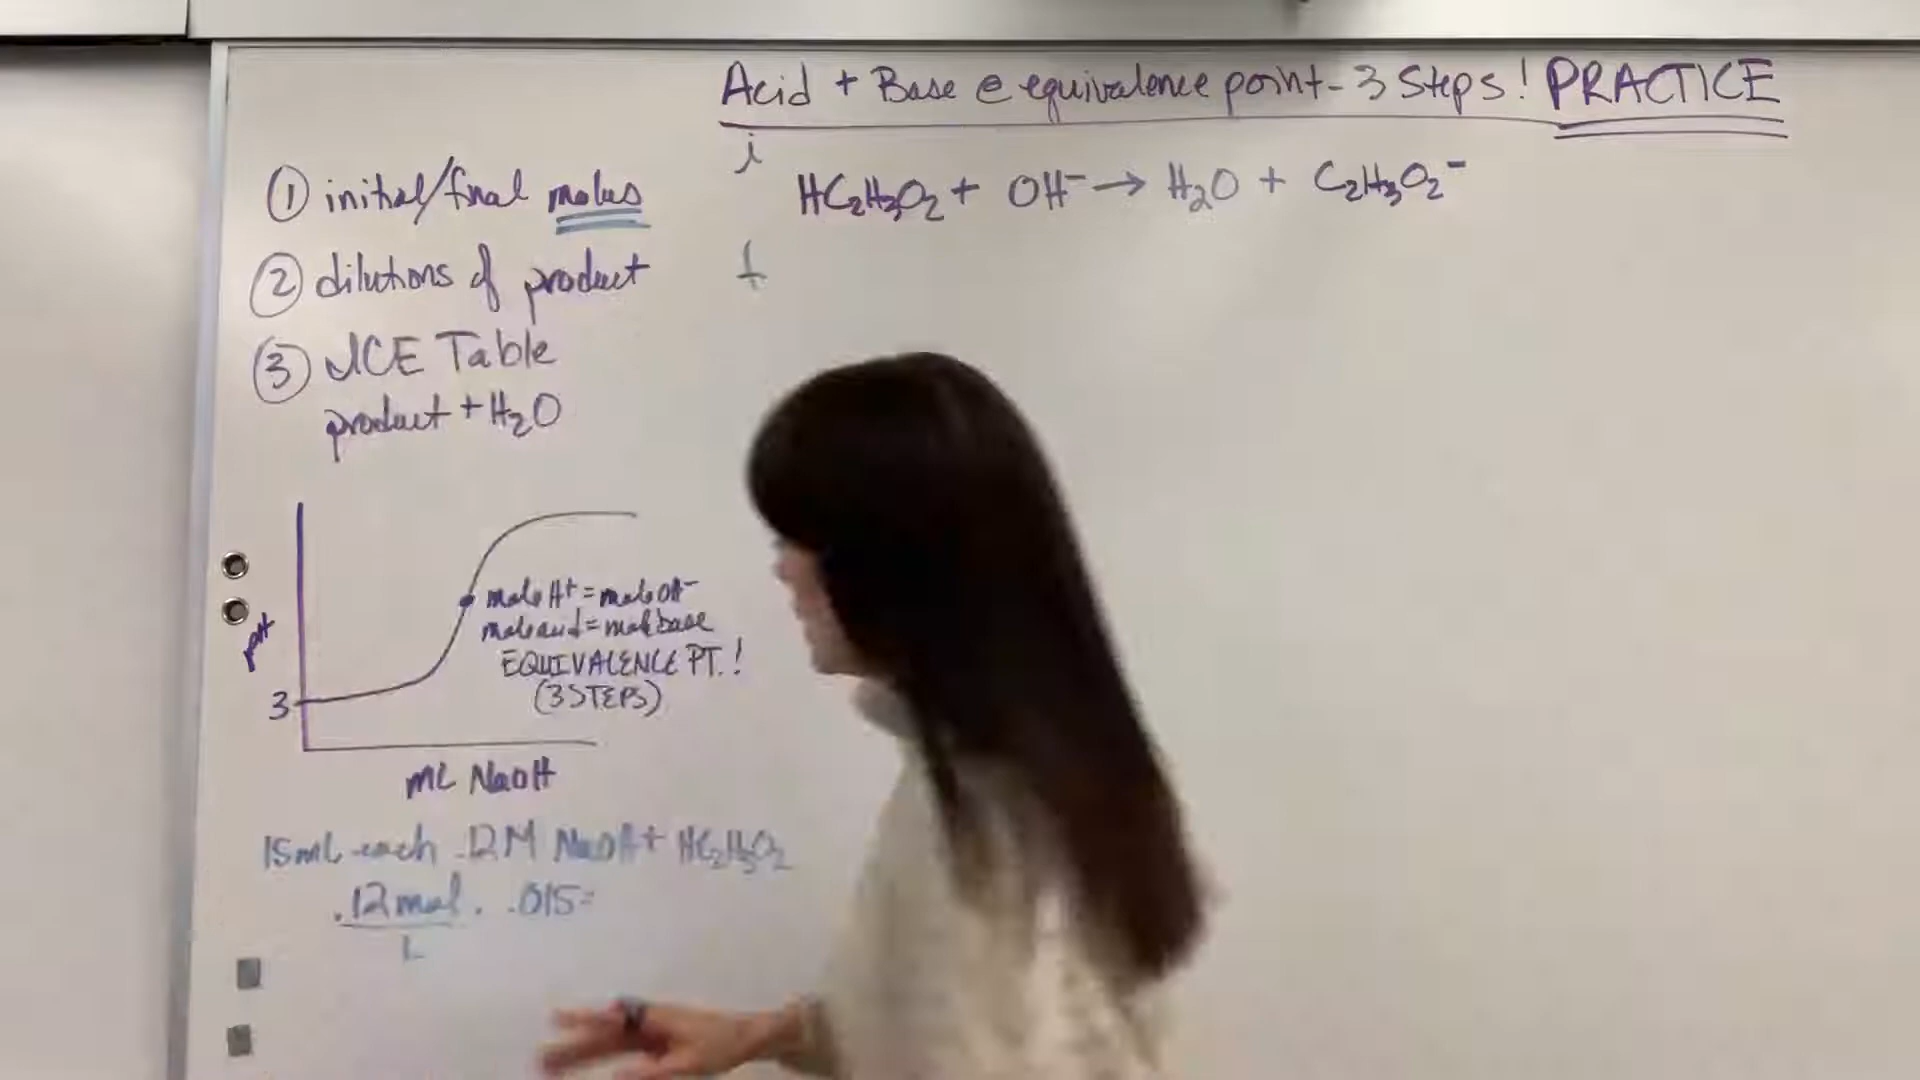 Acid + Base @ equivalence point - 3 Steps! PRACTICE
① initial/final moles
② dilutions of product
③ ICE Table
product + H₂O
i
HC₂H₃O₂ + OH⁻ → H₂O + C₂H₃O₂⁻
f
pH
3
mole H⁺ = mole OH⁻
mole acid = mole base
EQUIVALENCE PT.!
(3 STEPS)
mL NaOH
15mL each .12M NaOH + HC₂H₃O₂
.12mol . .015=
L